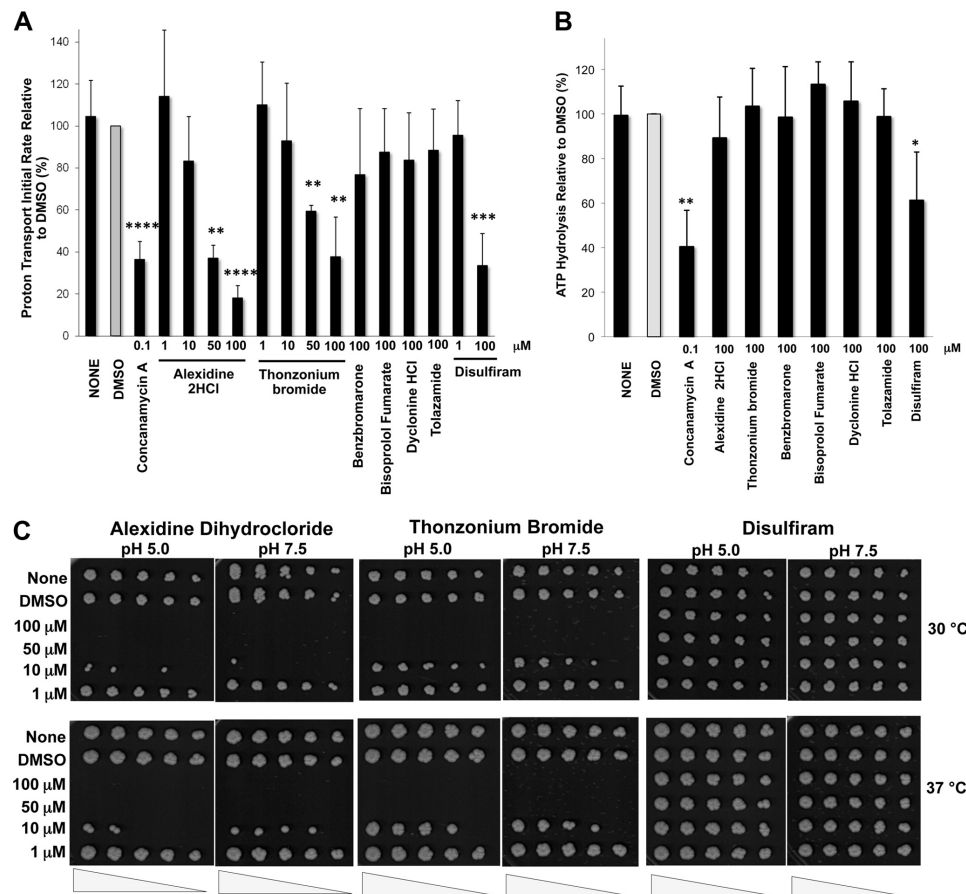 A
Proton Transport Initial Rate Relative
to DMSO (%)
140
120
100
80
60
40
20
0
****
**
****
**
**
***
0.1 1 10 50 100 1 10 50 100 100 100 100 100 1 100 µM
NONE
DMSO
Concanamycin A
Alexidine
2HCl
Thonzonium
bromide
Benzbromarone
Bisoprolol Fumarate
Dyclonine HCl
Tolazamide
Disulfiram
B
ATP Hydrolysis Relative to DMSO (%)
120
100
80
60
40
20
0
**
*
0.1 100 100 100 100 100 100 100 µM
NONE
DMSO
Concanamycin A
Alexidine 2HCl
Thonzonium bromide
Benzbromarone
Bisoprolol Fumarate
Dyclonine HCl
Tolazamide
Disulfiram
C
Alexidine Dihydrocloride Thonzonium Bromide Disulfiram
pH 5.0 pH 7.5 pH 5.0 pH 7.5 pH 5.0 pH 7.5
None
DMSO
100 µM
50 µM
10 µM
1 µM
30 °C
None
DMSO
100 µM
50 µM
10 µM
1 µM
37 °C